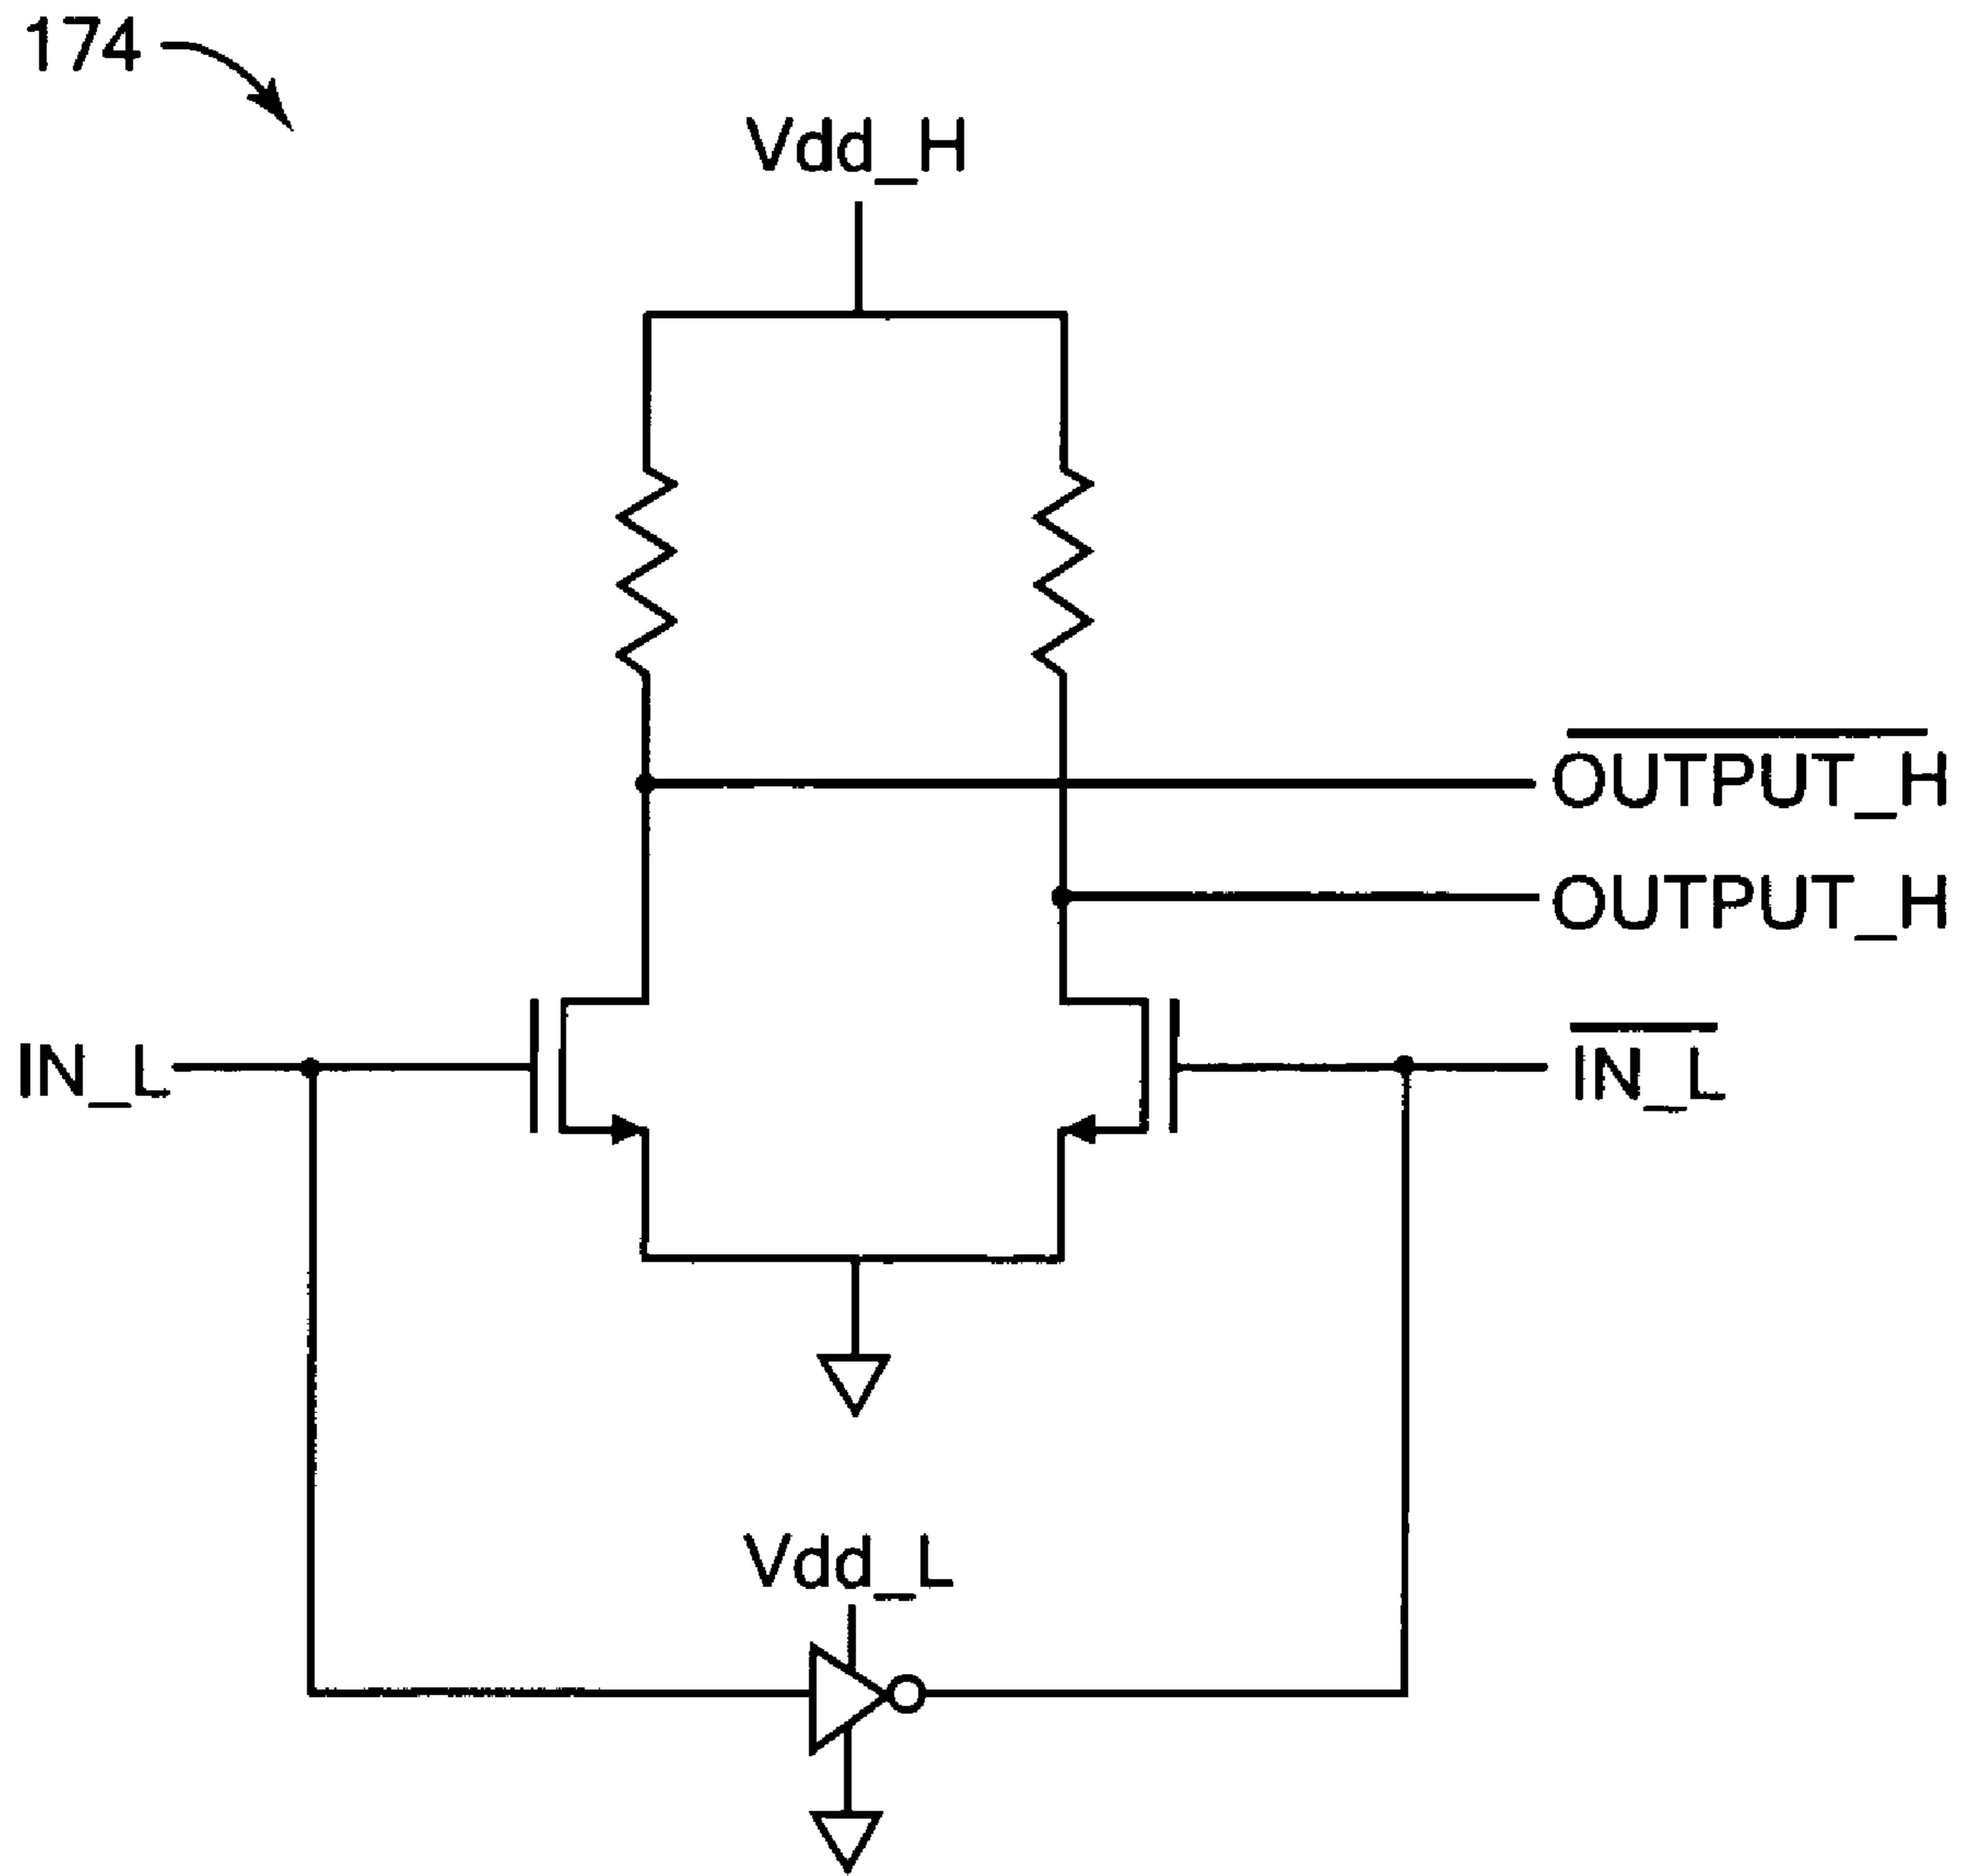 174
Vdd_H
OUTPUT_H
OUTPUT_H
IN_L
IN_L
Vdd_L